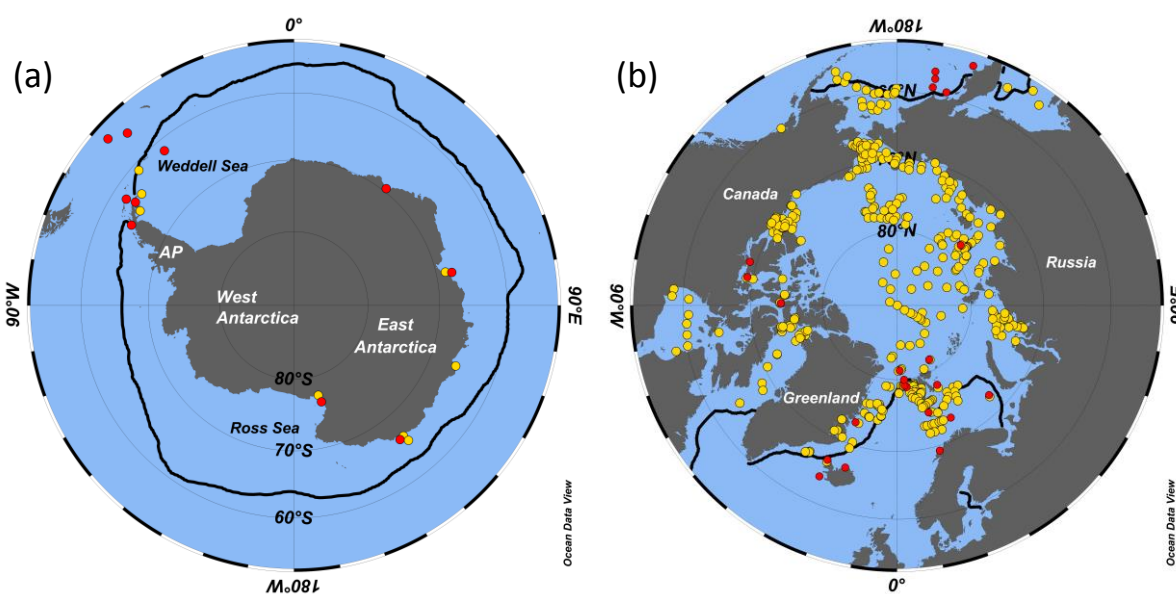 (a)
0°
Weddell Sea
AP
West
Antarctica
East
Antarctica
80°S
Ross Sea
70°S
60°S
90°W
90°E
180°W
Ocean Data View
(b)
180°W
Canada
80°N
Russia
90°W
Greenland
0°
Ocean Data View